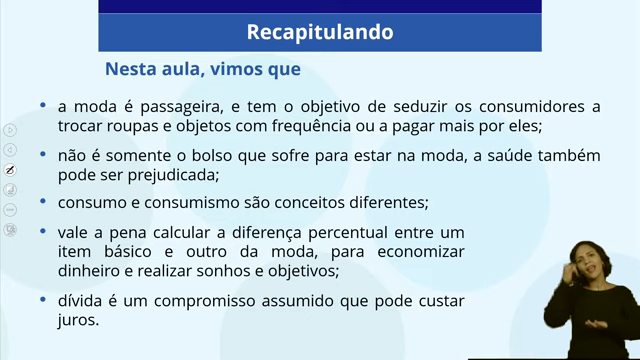 Recapitulando
Nesta aula, vimos que
• a moda é passageira, e tem o objetivo de seduzir os consumidores a
trocar roupas e objetos com frequência ou a pagar mais por eles;
• não é somente o bolso que sofre para estar na moda, a saúde também
pode ser prejudicada;
• consumo e consumismo são conceitos diferentes;
• vale a pena calcular a diferença percentual entre um
item básico e outro da moda, para economizar
dinheiro e realizar sonhos e objetivos;
• dívida é um compromisso assumido que pode custar
juros.